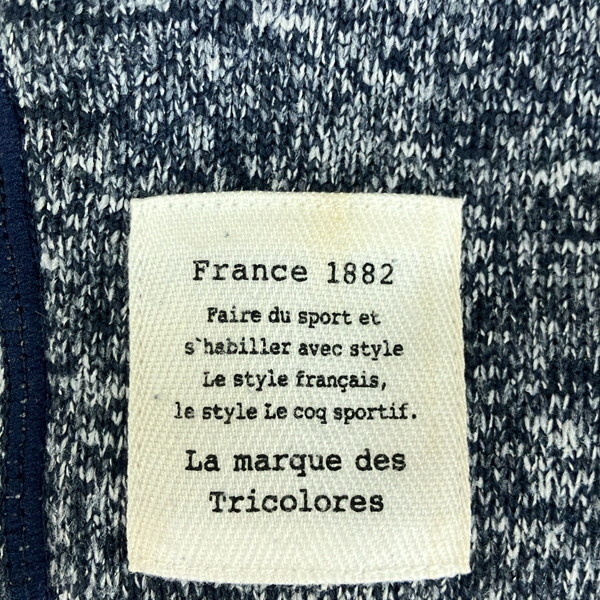 France 1882
Faire du sport et
s`habiller avec style
Le style français,
le style Le coq sportif.
La marque des
Tricolores